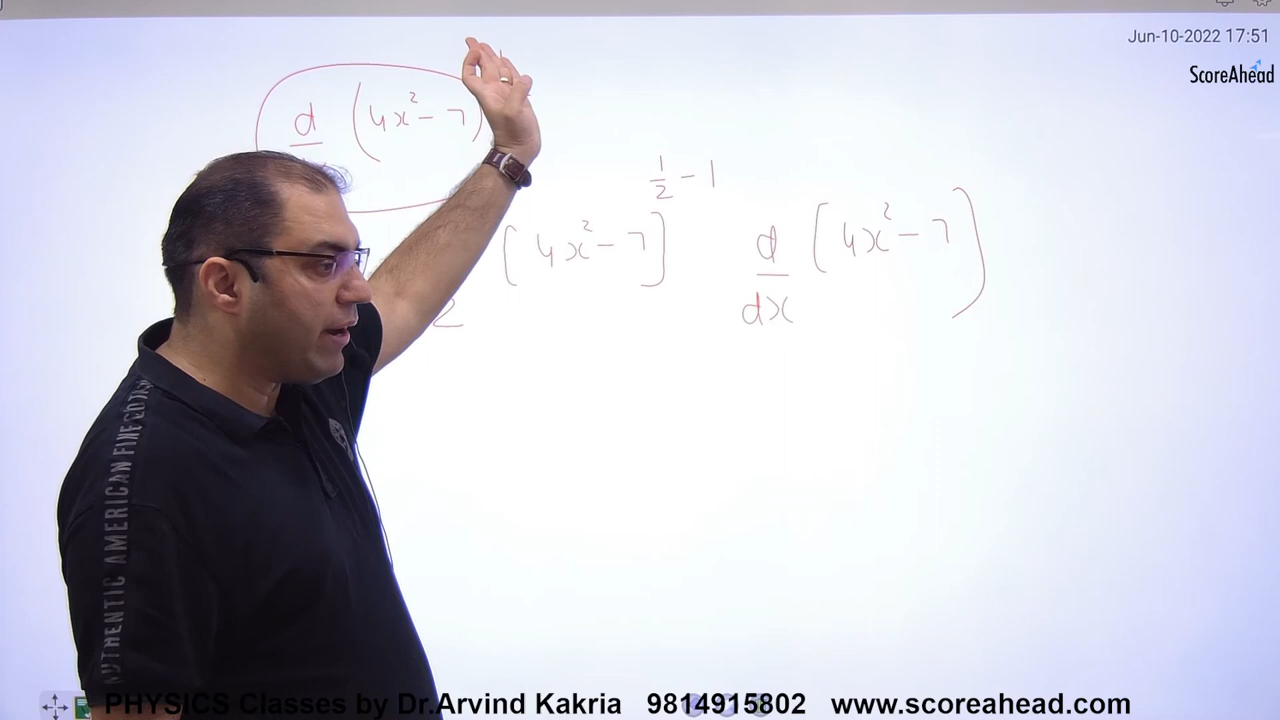 Jun-10-2022 17:51
ScoreAhead
d (4x² - 7)
1/2 - 1
2 [4x² - 7] d/dx (4x² - 7)
AUTHENTIC AMERICAN FINE
PHYSICS Classes by Dr.Arvind Kakria 9814915802 www.scoreahead.com